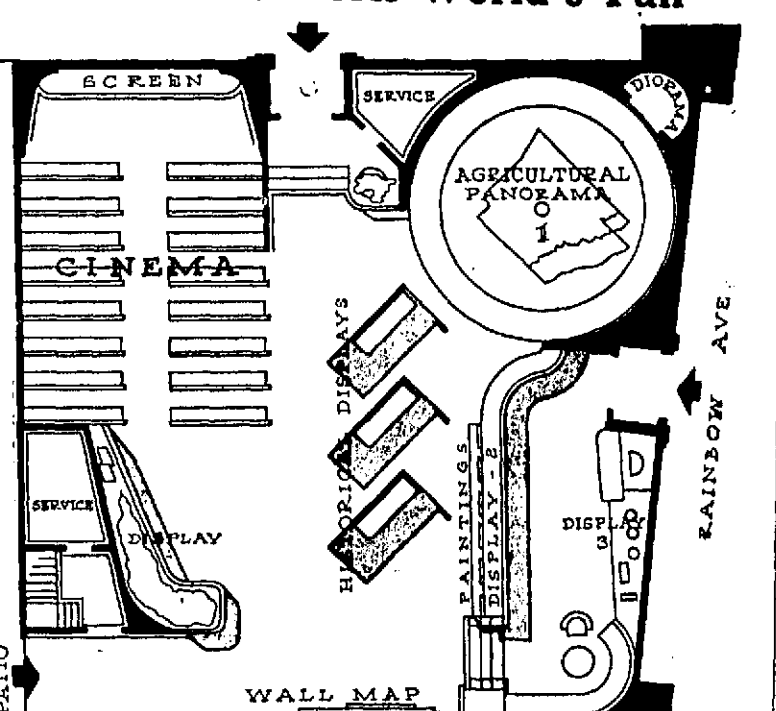 World's Fair
SCREEN
SERVICE
DIORAMA
AGRICULTURAL
PANORAMA
1
CINEMA
HISTORIC DISPLAYS
RAINBOW AVE
PAINTINGS
DISPLAY-2
DISPLAY
3
SERVICE
DISPLAY
PATIO
WALL MAP